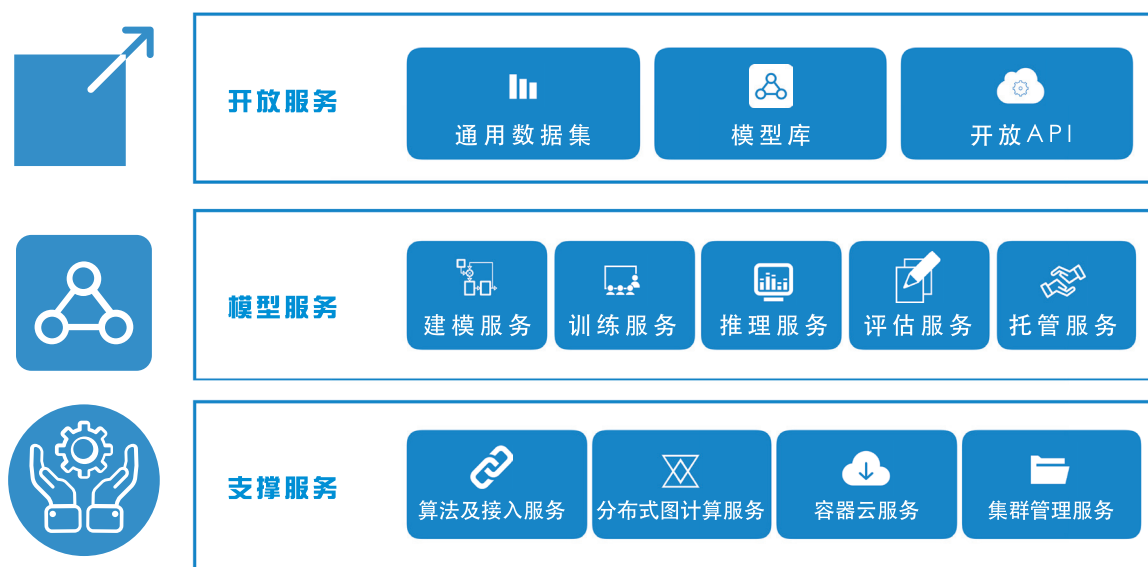 开放服务
通用数据集
模型库
开放API
模型服务
建模服务
训练服务
推理服务
评估服务
托管服务
支撑服务
算法及接入服务
分布式图计算服务
容器云服务
集群管理服务